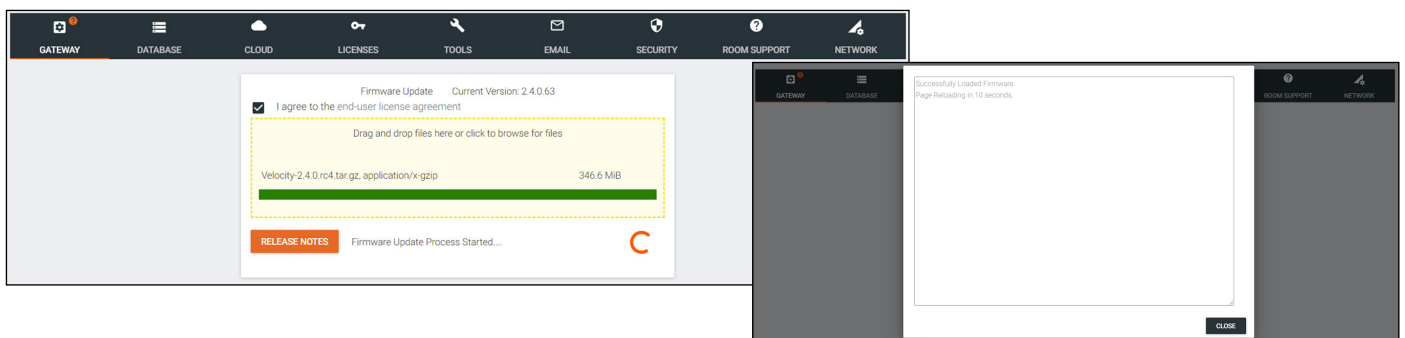 GATEWAY DATABASE CLOUD LICENSES TOOLS EMAIL SECURITY ROOM SUPPORT NETWORK
Firmware Update Current Version: 2.4.0.63
I agree to the end-user license agreement
Drag and drop files here or click to browse for files
Velocity-2.4.0.rc4.tar.gz, application/x-gzip 346.6 MiB
RELEASE NOTES Firmware Update Process Started....
GATEWAY DATABASE ROOM SUPPORT NETWORK
Successfully Loaded Firmware.
Page Reloading in 10 seconds.
CLOSE